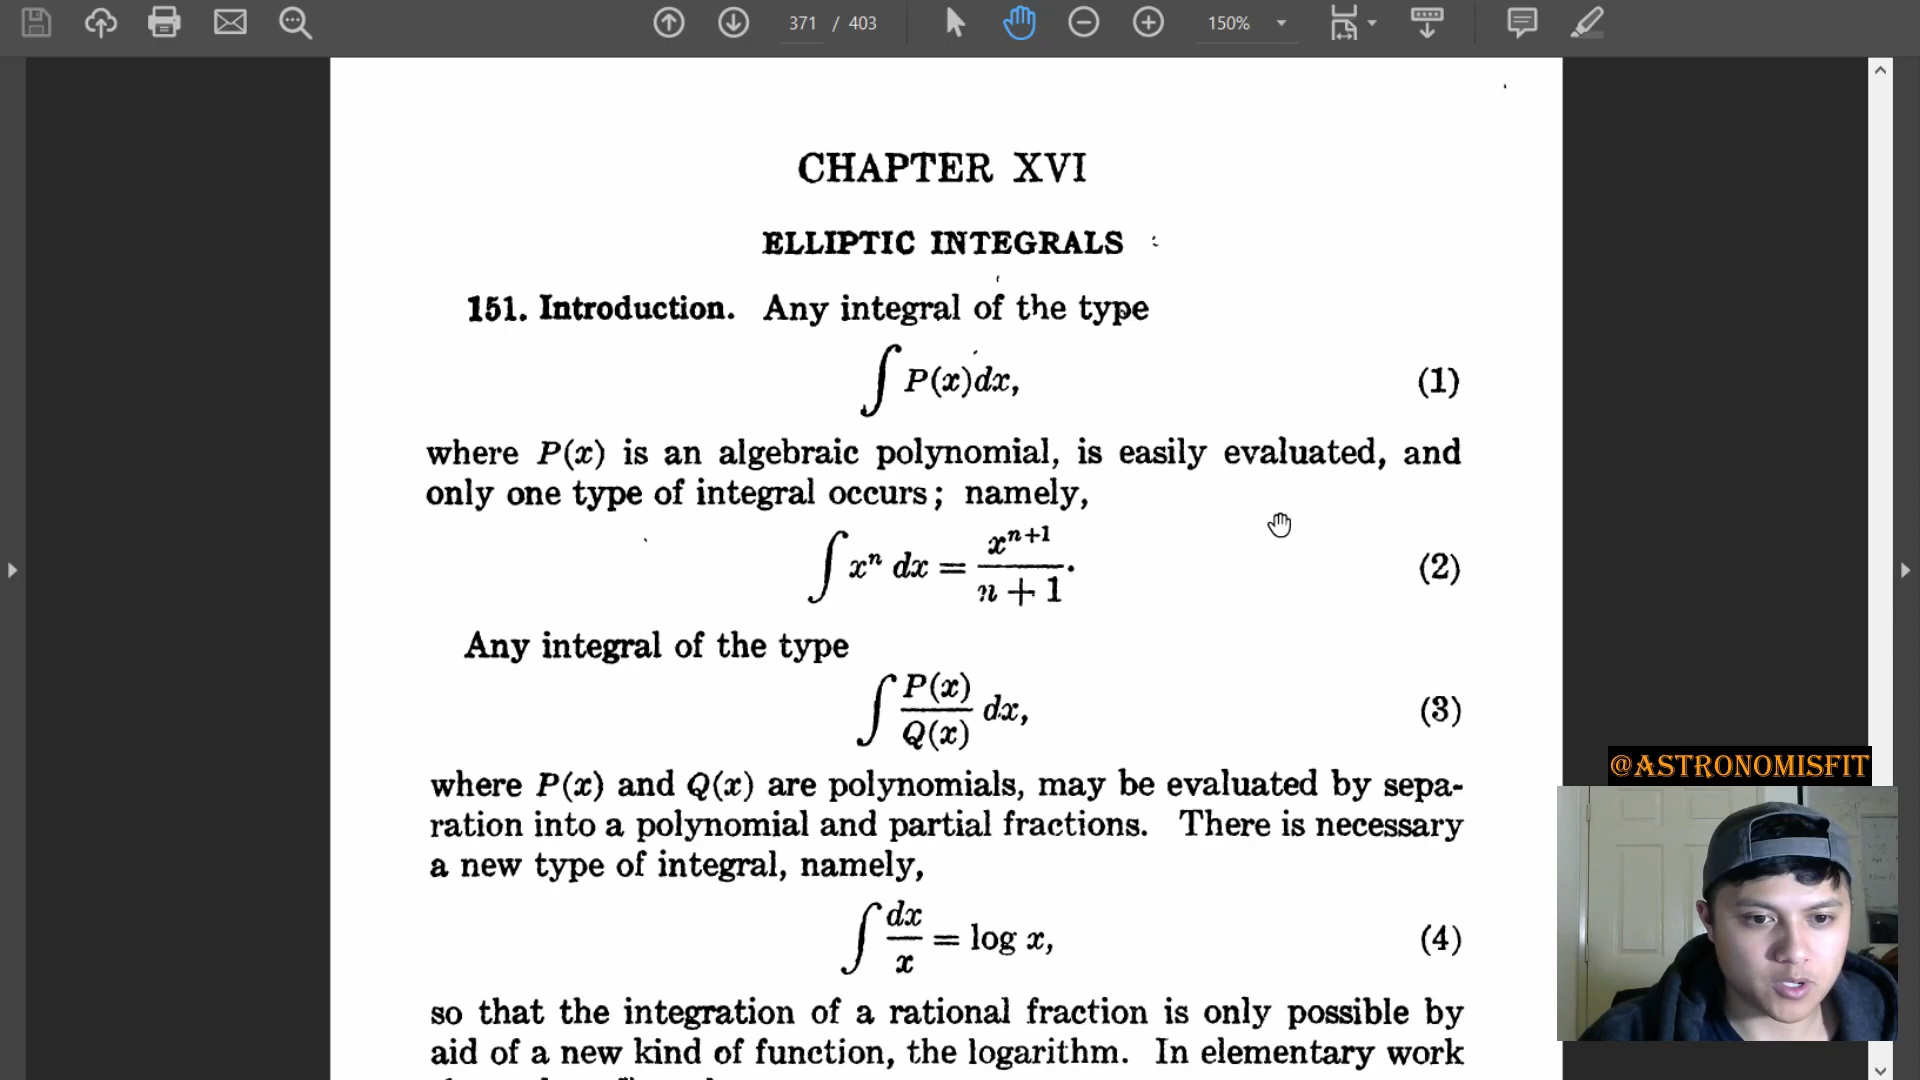 371 / 403
150%
CHAPTER XVI
ELLIPTIC INTEGRALS
151. Introduction. Any integral of the type
∫ P(x)dx, (1)
where P(x) is an algebraic polynomial, is easily evaluated, and
only one type of integral occurs; namely,
∫ xⁿ dx = xⁿ⁺¹/(n + 1). (2)
Any integral of the type
∫ P(x)/Q(x) dx, (3)
where P(x) and Q(x) are polynomials, may be evaluated by sepa-
ration into a polynomial and partial fractions. There is necessary
a new type of integral, namely,
∫ dx/x = log x, (4)
so that the integration of a rational fraction is only possible by
aid of a new kind of function, the logarithm. In elementary work
@ASTRONOMISFIT